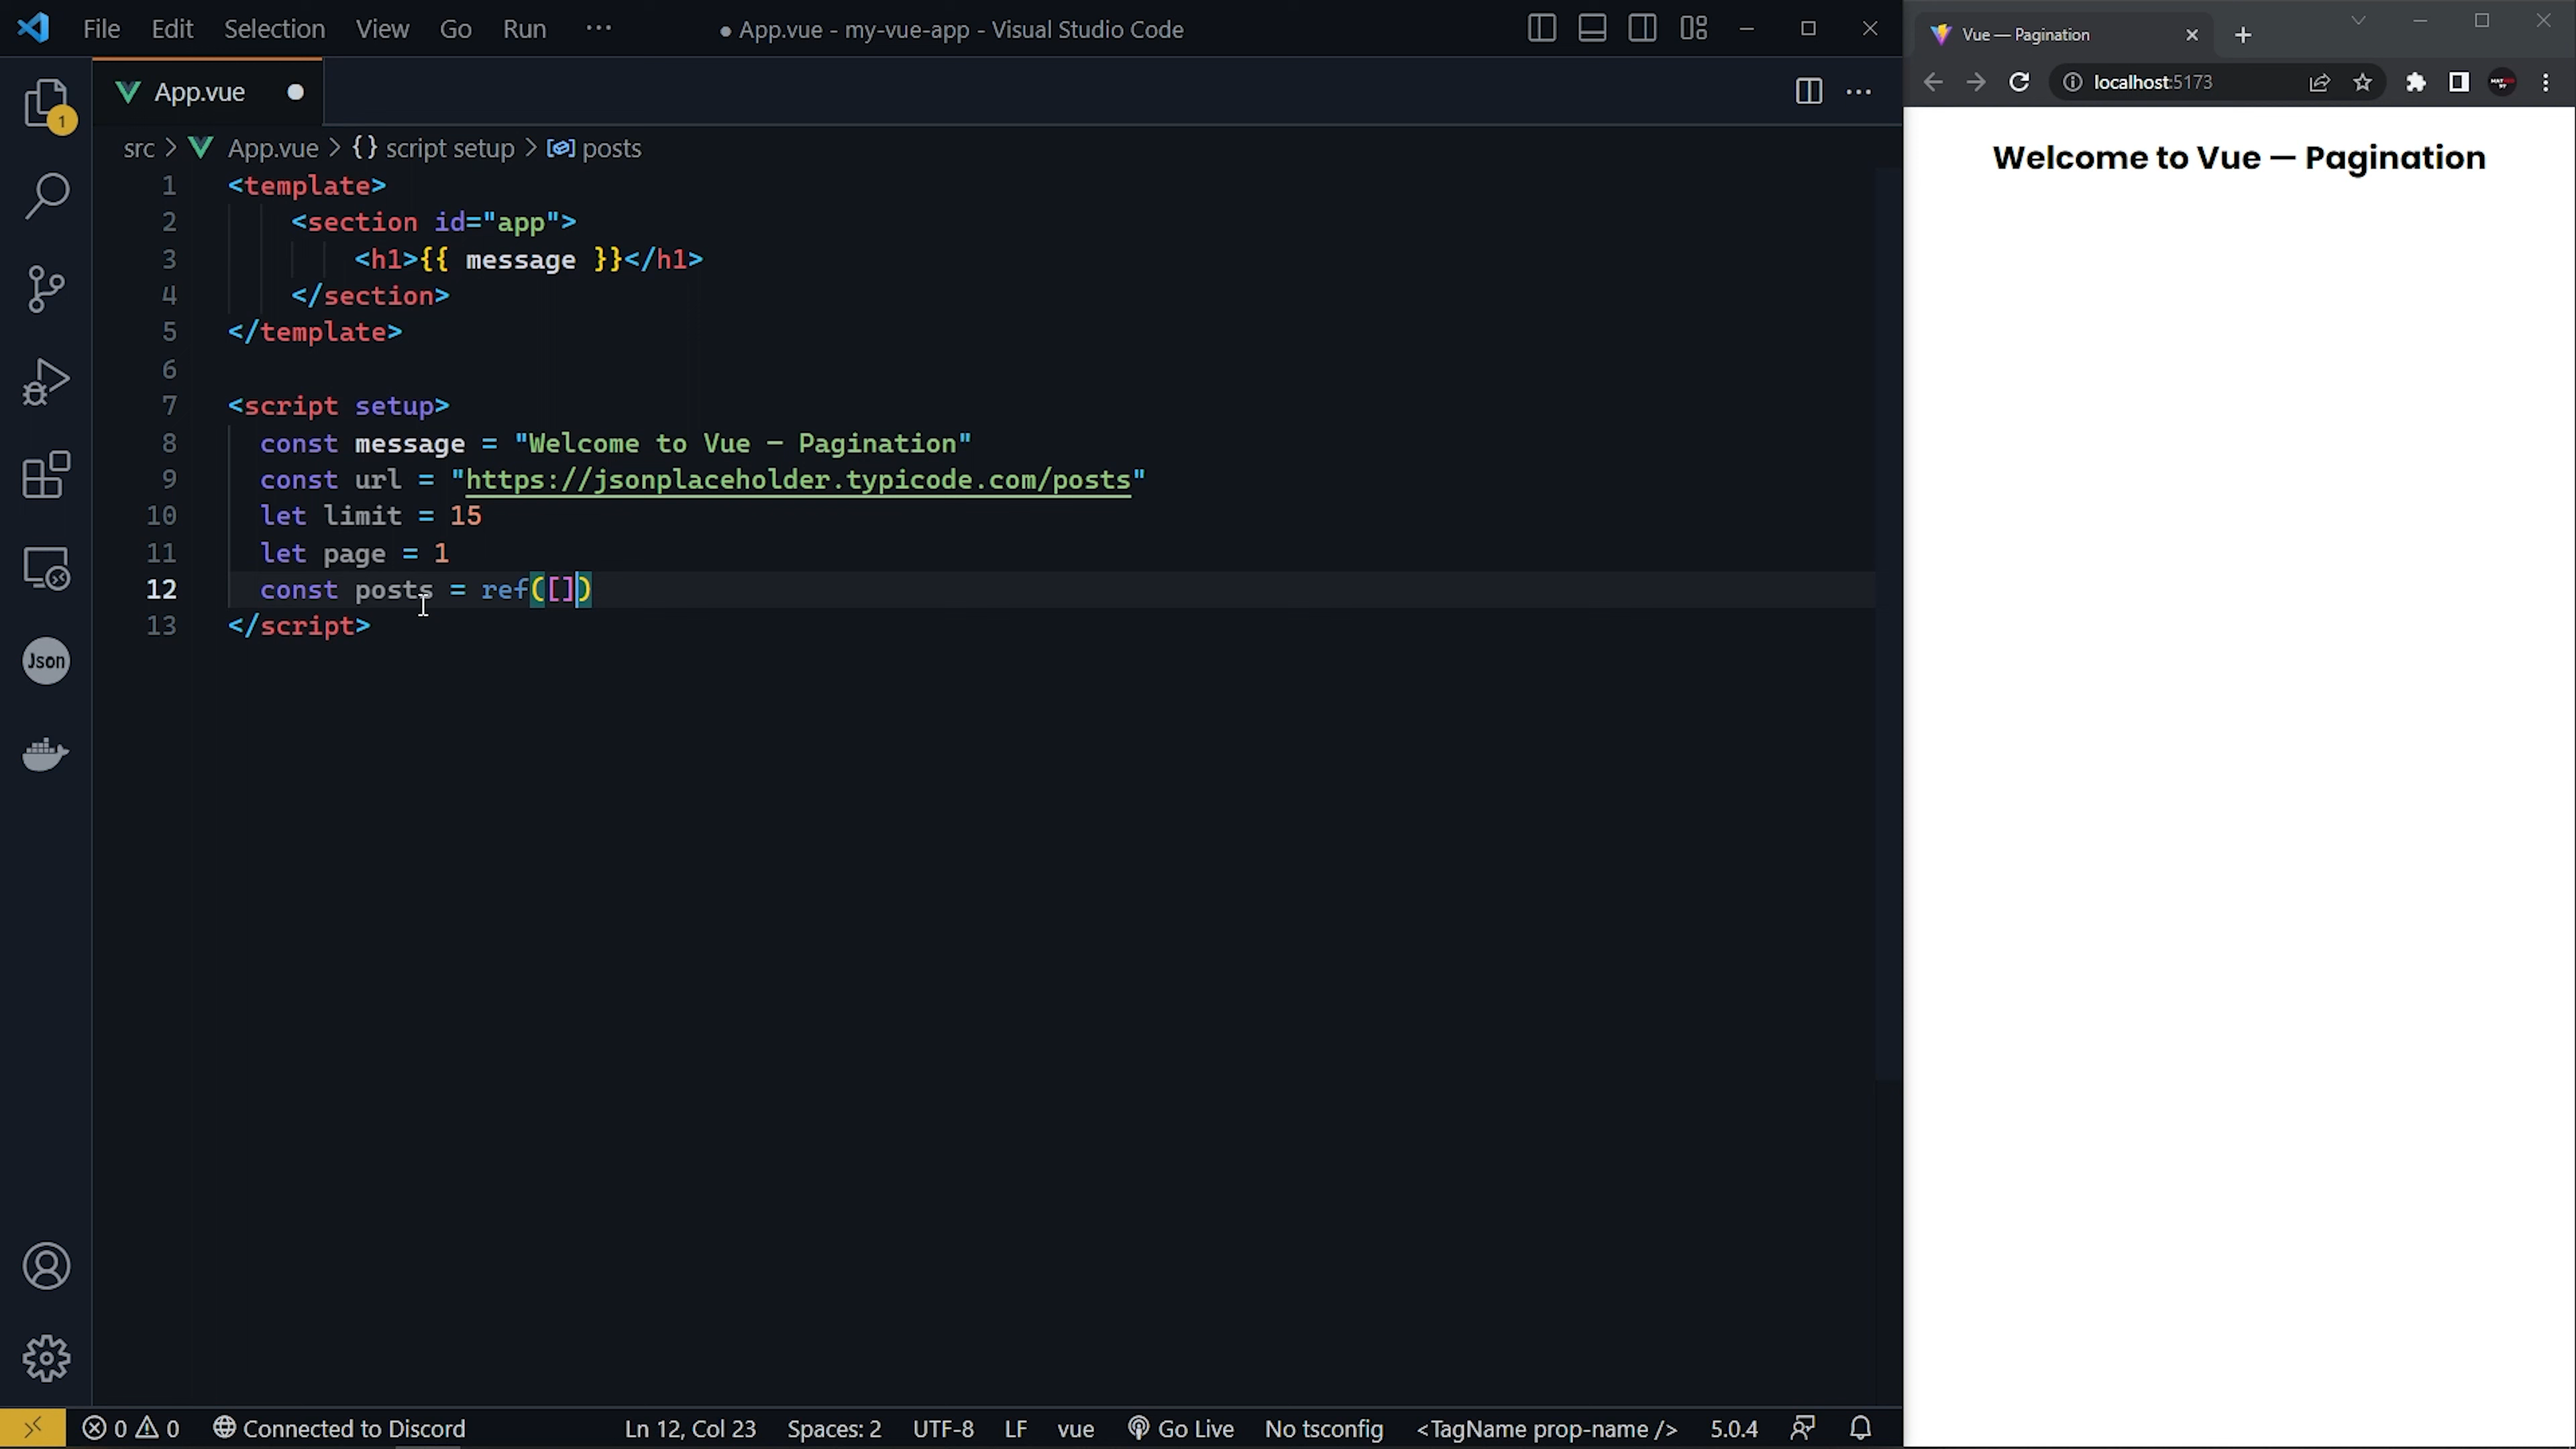 File Edit Selection View Go Run ··· ● App.vue - my-vue-app - Visual Studio Code
Vue — Pagination
App.vue
localhost:5173
1
src > App.vue > {} script setup > posts
Welcome to Vue — Pagination
1 <template>
2 <section id="app">
3 <h1>{{ message }}</h1>
4 </section>
5 </template>
6
7 <script setup>
8 const message = "Welcome to Vue — Pagination"
9 const url = "https://jsonplaceholder.typicode.com/posts"
10 let limit = 15
11 let page = 1
12 const posts = ref([])
13 </script>
Json
0 0 Connected to Discord Ln 12, Col 23 Spaces: 2 UTF-8 LF vue Go Live No tsconfig <TagName prop-name /> 5.0.4